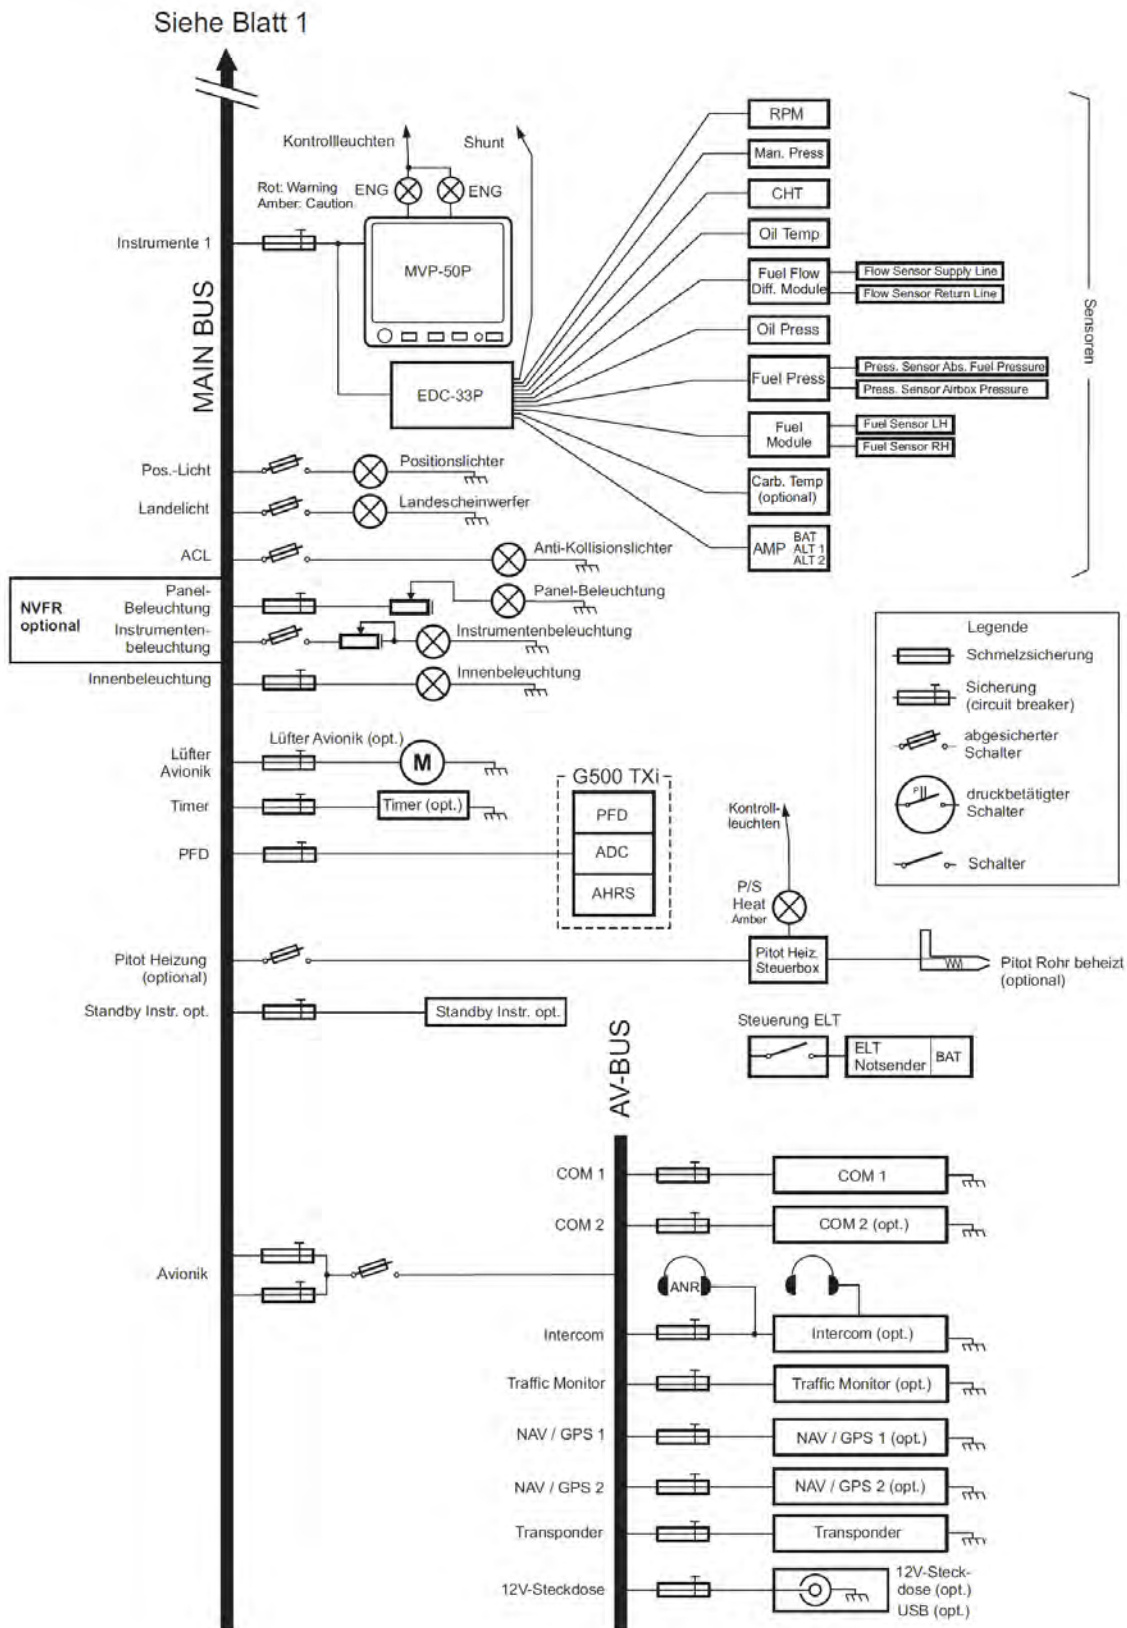 Siehe Blatt 1
MAIN BUS
Kontrollleuchten
Shunt
Rot: Warning
Amber: Caution
ENG
ENG
Instrumente 1
MVP-50P
EDC-33P
RPM
Man. Press
CHT
Oil Temp
Fuel Flow
Diff. Module
Flow Sensor Supply Line
Flow Sensor Return Line
Oil Press
Fuel Press
Press. Sensor Abs. Fuel Pressure
Press. Sensor Airbox Pressure
Fuel
Module
Fuel Sensor LH
Fuel Sensor RH
Carb. Temp
(optional)
AMP
BAT
ALT 1
ALT 2
Sensoren
Pos.-Licht
Positionslichter
Landelicht
Landescheinwerfer
ACL
Anti-Kollisionslichter
NVFR
optional
Panel-
Beleuchtung
Panel-Beleuchtung
Instrumenten-
beleuchtung
Instrumentenbeleuchtung
Innenbeleuchtung
Innenbeleuchtung
Legende
Schmelzsicherung
Sicherung
(circuit breaker)
abgesicherter
Schalter
P
druckbetätigter
Schalter
Schalter
Lüfter
Avionik
Lüfter Avionik (opt.)
M
Timer
Timer (opt.)
PFD
G500 TXi
PFD
ADC
AHRS
Kontroll-
leuchten
P/S
Heat
Amber
Pitot Heizung
(optional)
Pitot Heiz.
Steuerbox
Pitot Rohr beheizt
(optional)
Standby Instr. opt.
Standby Instr. opt.
Steuerung ELT
ELT
Notsender
BAT
AV-BUS
COM 1
COM 1
COM 2
COM 2 (opt.)
Avionik
ANR
Intercom
Intercom (opt.)
Traffic Monitor
Traffic Monitor (opt.)
NAV / GPS 1
NAV / GPS 1 (opt.)
NAV / GPS 2
NAV / GPS 2 (opt.)
Transponder
Transponder
12V-Steckdose
12V-Steck-
dose (opt.)
USB (opt.)